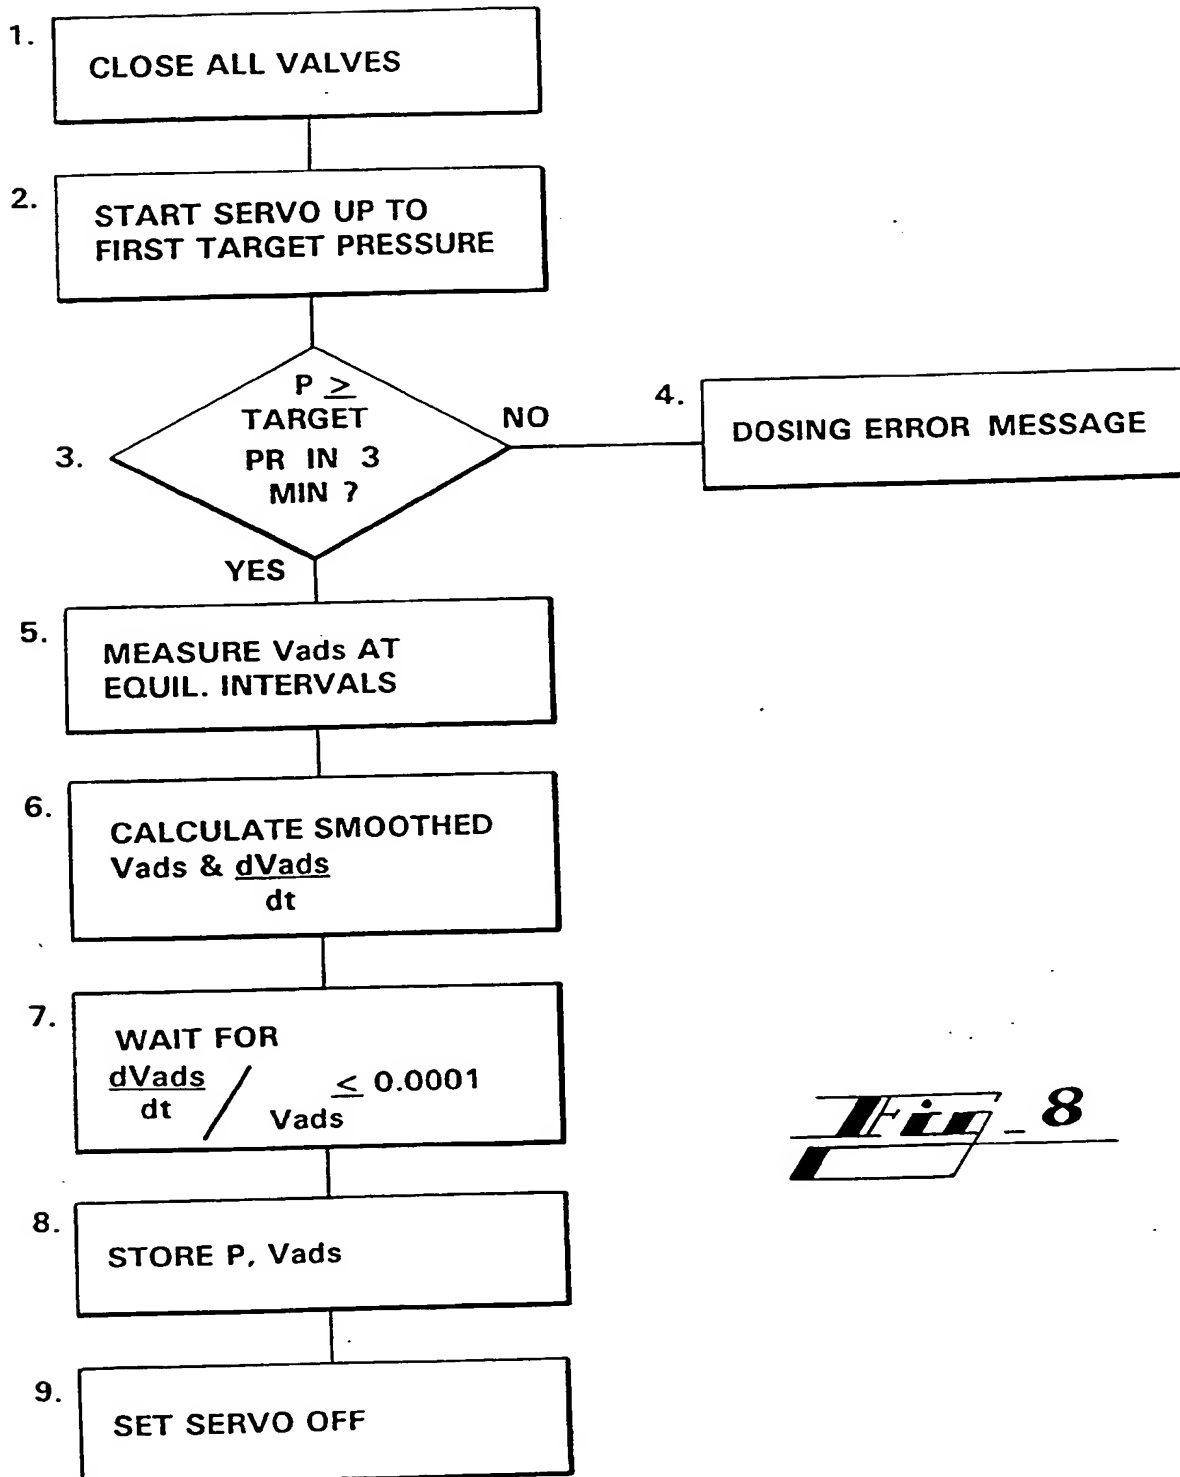 1.
CLOSE ALL VALVES
2.
START SERVO UP TO
FIRST TARGET PRESSURE
3.
P ≥
TARGET
PR IN 3
MIN ?
NO
YES
4.
DOSING ERROR MESSAGE
5.
MEASURE Vads AT
EQUIL. INTERVALS
6.
CALCULATE SMOOTHED
Vads & dVads
dt
7.
WAIT FOR
dVads
dt / Vads ≤ 0.0001
8.
STORE P, Vads
9.
SET SERVO OFF
Fig_8